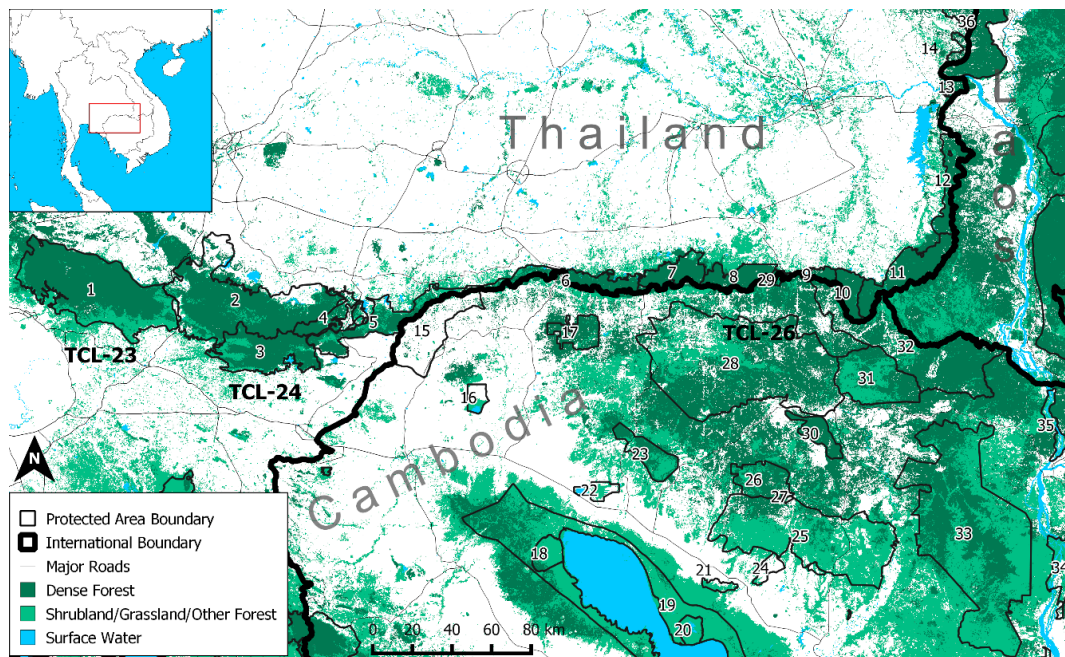 36
14
13
Laos
Thailand
12
1
2
4
5
3
15
6
7
8
29
9
10
11
TCL-23
TCL-24
TCL-26
17
28
32
31
16
Cambodia
30
35
23
26
22
27
25
33
18
21
24
19
20
34
N
Protected Area Boundary
International Boundary
Major Roads
Dense Forest
Shrubland/Grassland/Other Forest
Surface Water
0 20 40 60 80 km